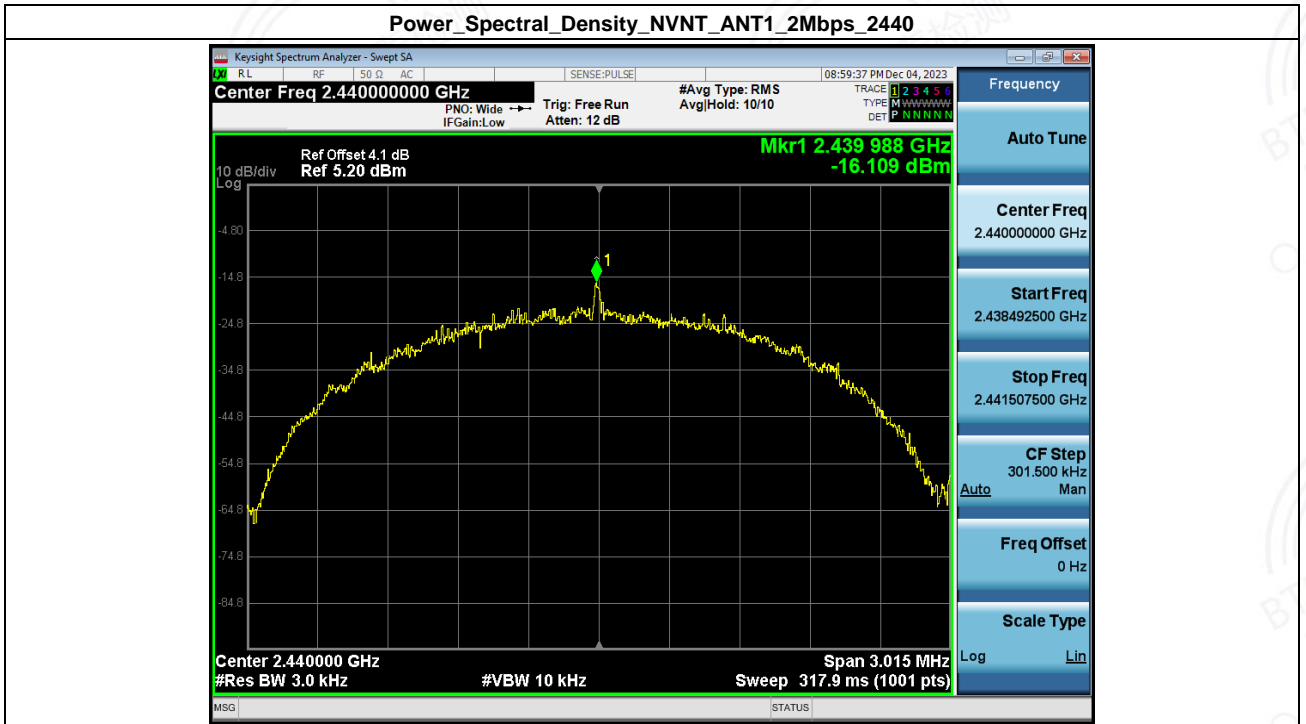 Power_Spectral_Density_NVNT_ANT1_2Mbps_2440
Keysight Spectrum Analyzer - Swept SA
LXI RL RF 50 Ω AC SENSE:PULSE 08:59:37 PM Dec 04, 2023
Center Freq 2.440000000 GHz
PNO: Wide
IFGain:Low
Trig: Free Run
Atten: 12 dB
#Avg Type: RMS
Avg|Hold: 10/10
TRACE 1 2 3 4 5 6
TYPE M WWWWW
DET P N N N N N
Mkr1 2.439 988 GHz
-16.109 dBm
Ref Offset 4.1 dB
10 dB/div Ref 5.20 dBm
Log
-4.80
1
-14.8
-24.8
-34.8
-44.8
-54.8
-64.8
-74.8
-84.8
Center 2.440000 GHz Span 3.015 MHz
#Res BW 3.0 kHz #VBW 10 kHz Sweep 317.9 ms (1001 pts)
MSG STATUS
Frequency
Auto Tune
Center Freq
2.440000000 GHz
Start Freq
2.438492500 GHz
Stop Freq
2.441507500 GHz
CF Step
301.500 kHz
Auto Man
Freq Offset
0 Hz
Scale Type
Log Lin